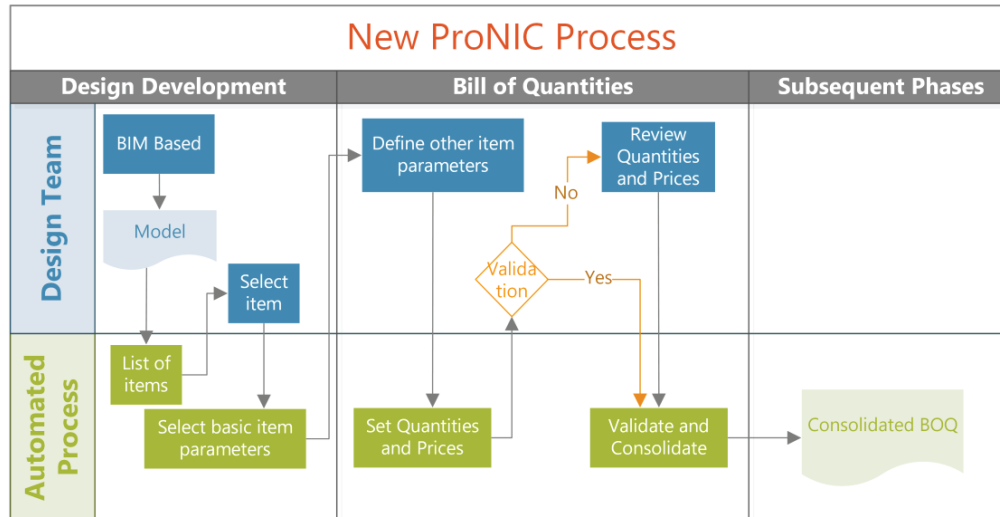 New ProNIC Process
Design Development
Bill of Quantities
Subsequent Phases
Design Team
BIM Based
Model
Select
item
Define other item
parameters
Review
Quantities
and Prices
No
Valida
tion
Yes
Automated
Process
List of
items
Select basic item
parameters
Set Quantities
and Prices
Validate and
Consolidate
Consolidated BOQ